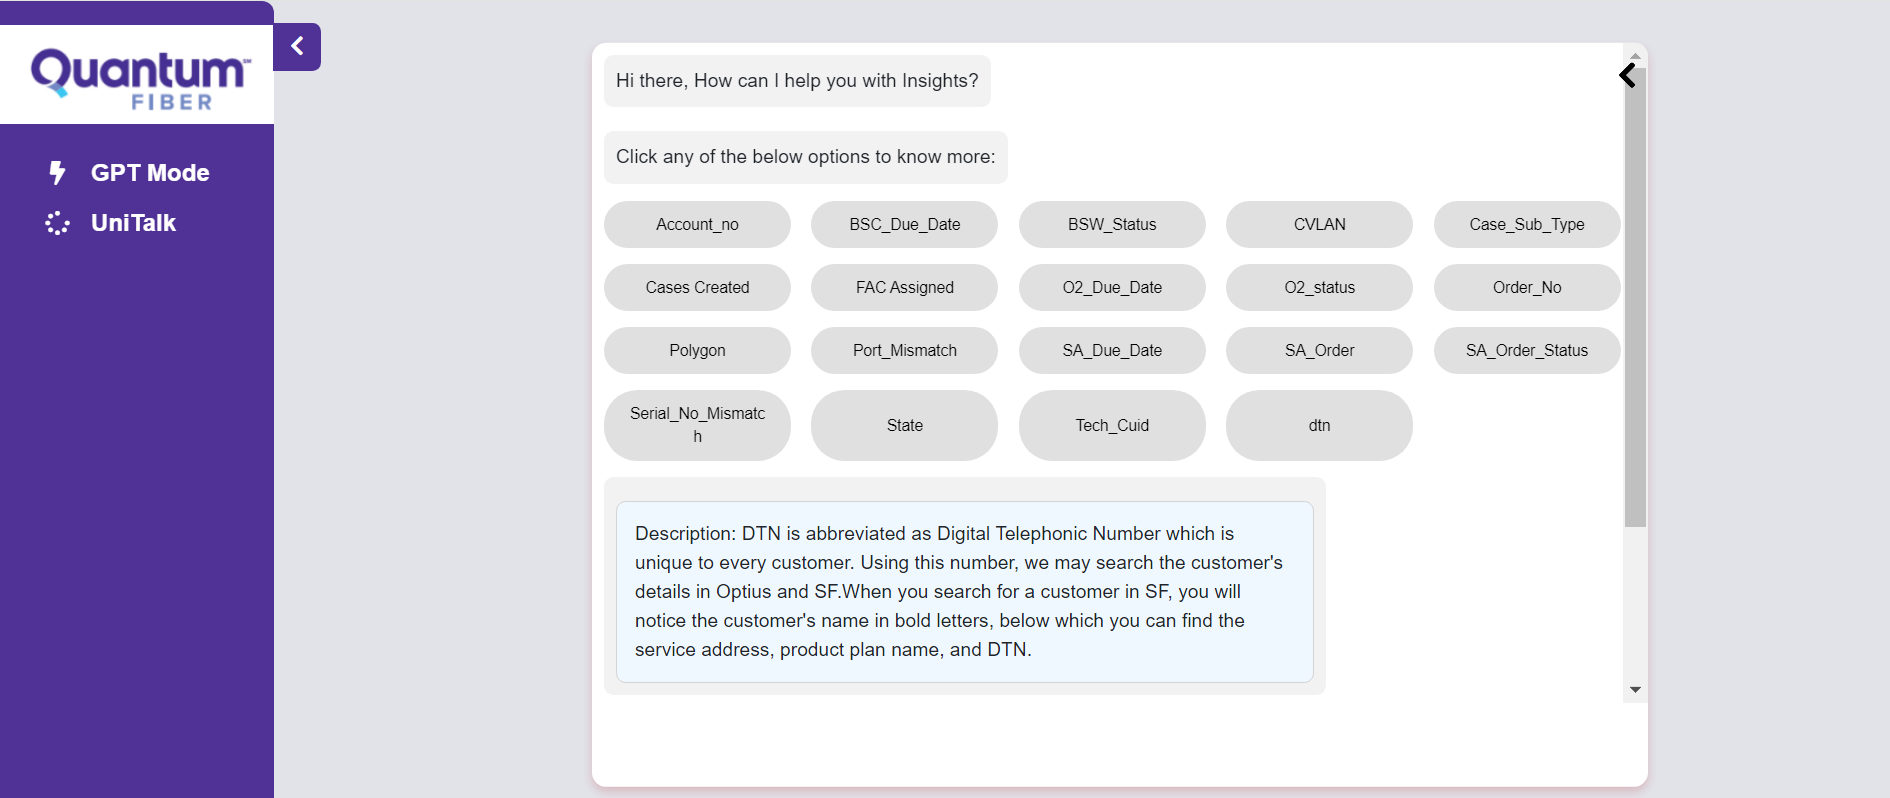 Quantum℠
FIBER
GPT Mode
UniTalk
Hi there, How can I help you with Insights?
Click any of the below options to know more:
Account_no BSC_Due_Date BSW_Status CVLAN Case_Sub_Type
Cases Created FAC Assigned O2_Due_Date O2_status Order_No
Polygon Port_Mismatch SA_Due_Date SA_Order SA_Order_Status
Serial_No_Mismatc
h
State Tech_Cuid dtn
Description: DTN is abbreviated as Digital Telephonic Number which is
unique to every customer. Using this number, we may search the customer's
details in Optius and SF.When you search for a customer in SF, you will
notice the customer's name in bold letters, below which you can find the
service address, product plan name, and DTN.